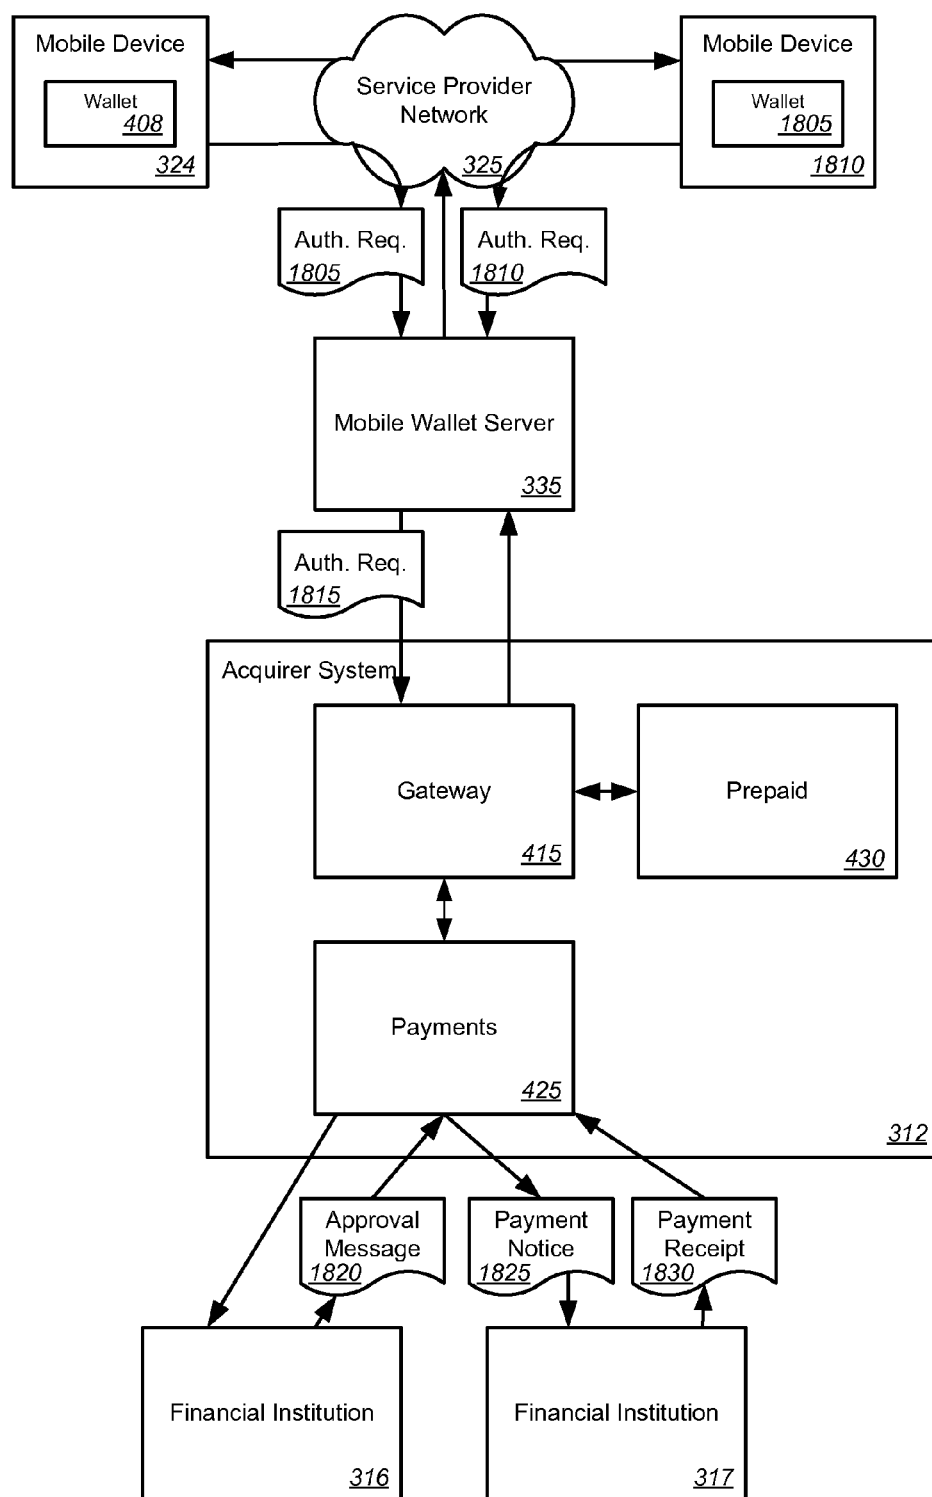 Mobile Device
Wallet
408
324
Service Provider
Network
325
Mobile Device
Wallet
1805
1810
Auth. Req.
1805
Auth. Req.
1810
Mobile Wallet Server
335
Auth. Req.
1815
Acquirer System
Gateway
415
Prepaid
430
Payments
425
312
Approval
Message
1820
Payment
Notice
1825
Payment
Receipt
1830
Financial Institution
316
Financial Institution
317